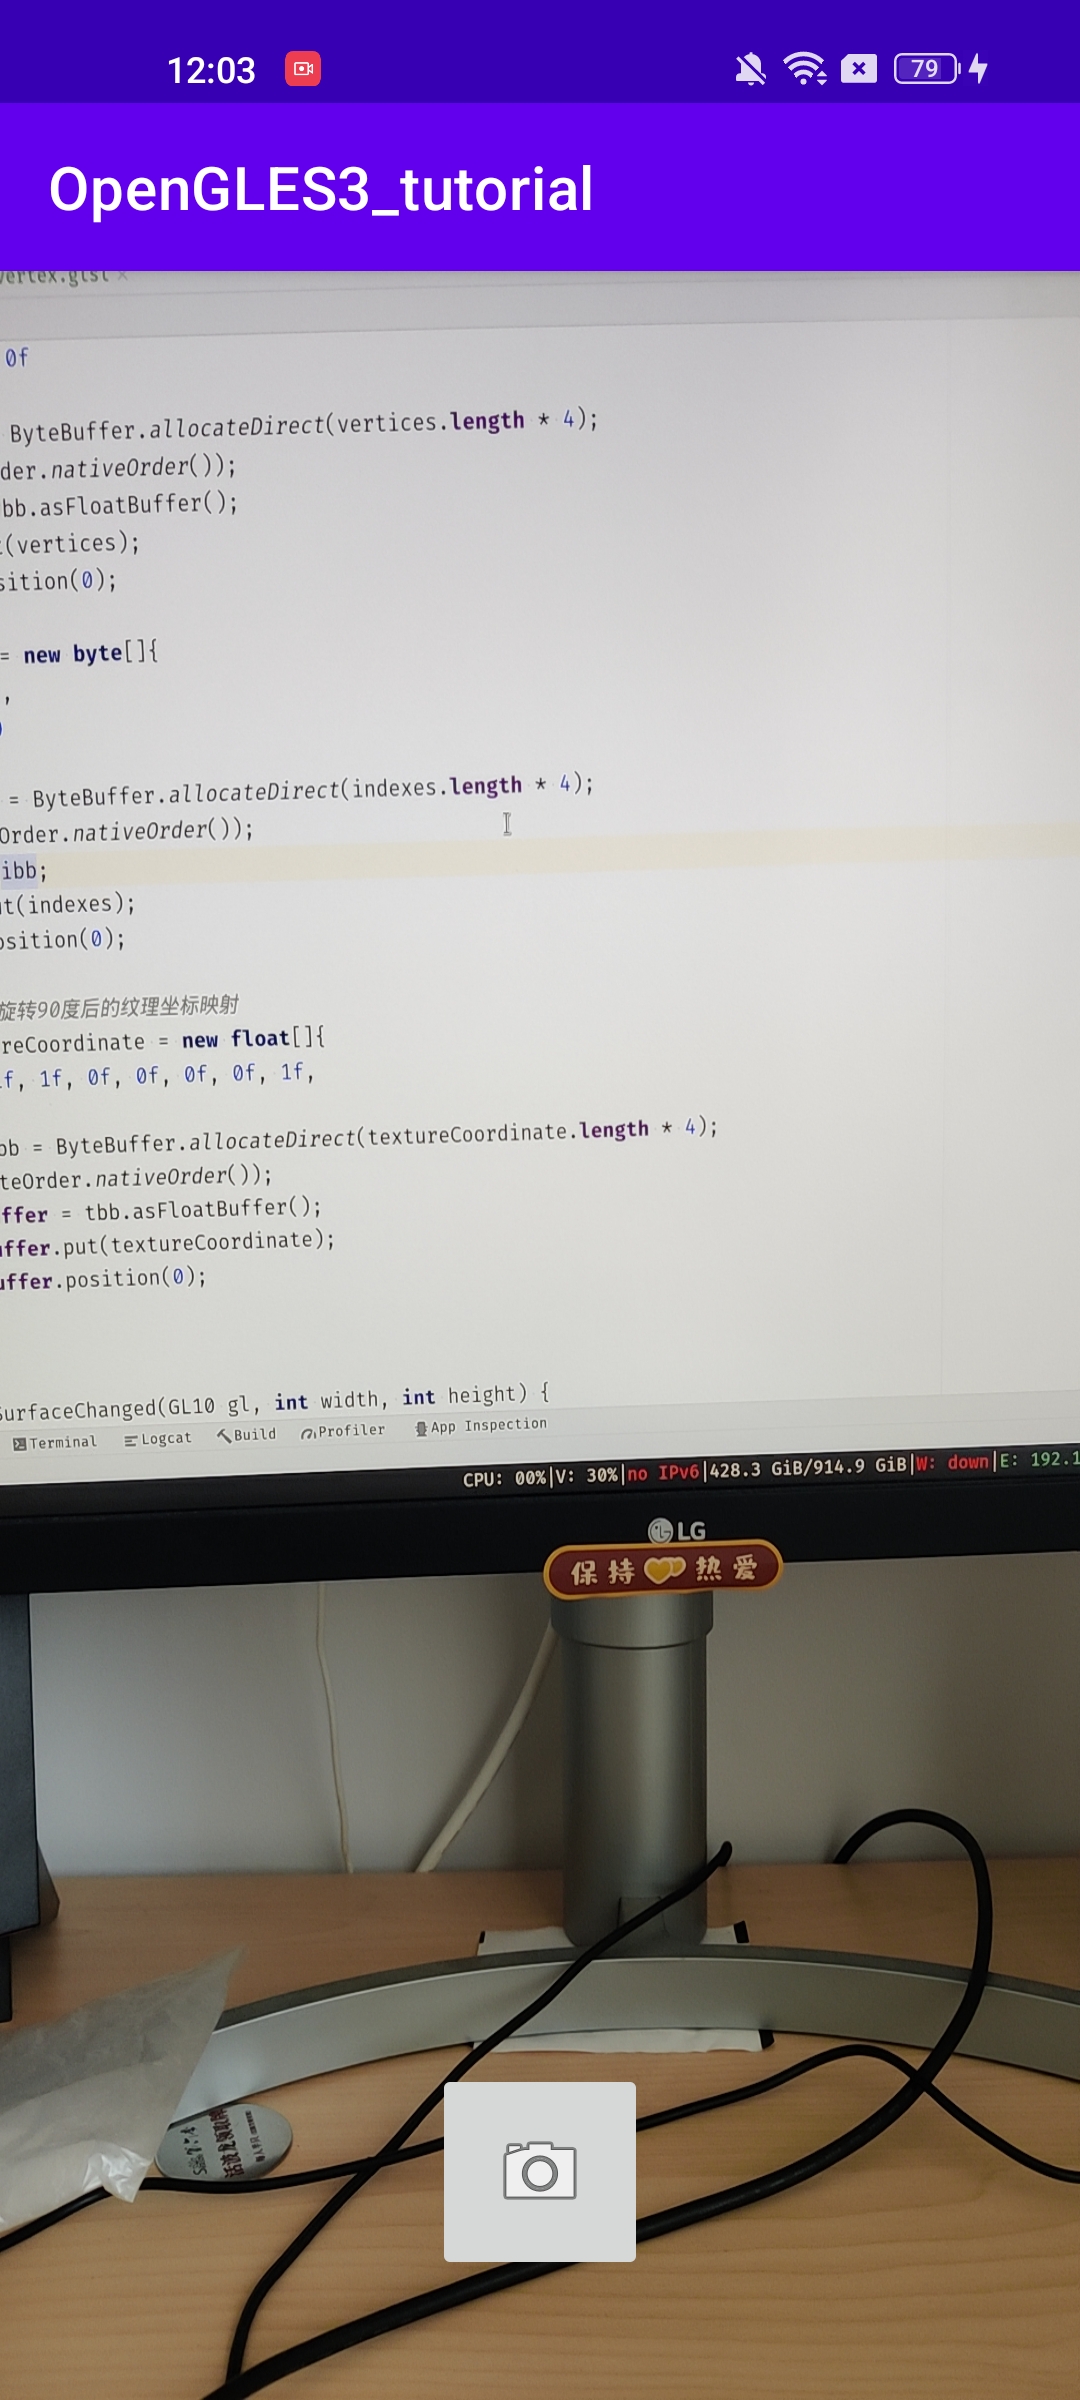 12:03
79
OpenGLES3_tutorial
vertex.glsl ×
0f
ByteBuffer.allocateDirect(vertices.length * 4);
der.nativeOrder());
bb.asFloatBuffer();
(vertices);
sition(0);
= new byte[]{
,
= ByteBuffer.allocateDirect(indexes.length * 4);
Order.nativeOrder());
ibb;
t(indexes);
osition(0);
旋转90度后的纹理坐标映射
reCoordinate = new float[]{
f, 1f, 0f, 0f, 0f, 0f, 1f,
bb = ByteBuffer.allocateDirect(textureCoordinate.length * 4);
teOrder.nativeOrder());
ffer = tbb.asFloatBuffer();
uffer.put(textureCoordinate);
uffer.position(0);
SurfaceChanged(GL10 gl, int width, int height) {
Terminal Logcat Build Profiler App Inspection
CPU: 00%|V: 30%|no IPv6|428.3 GiB/914.9 GiB|W: down|E: 192.1
LG
保持热爱